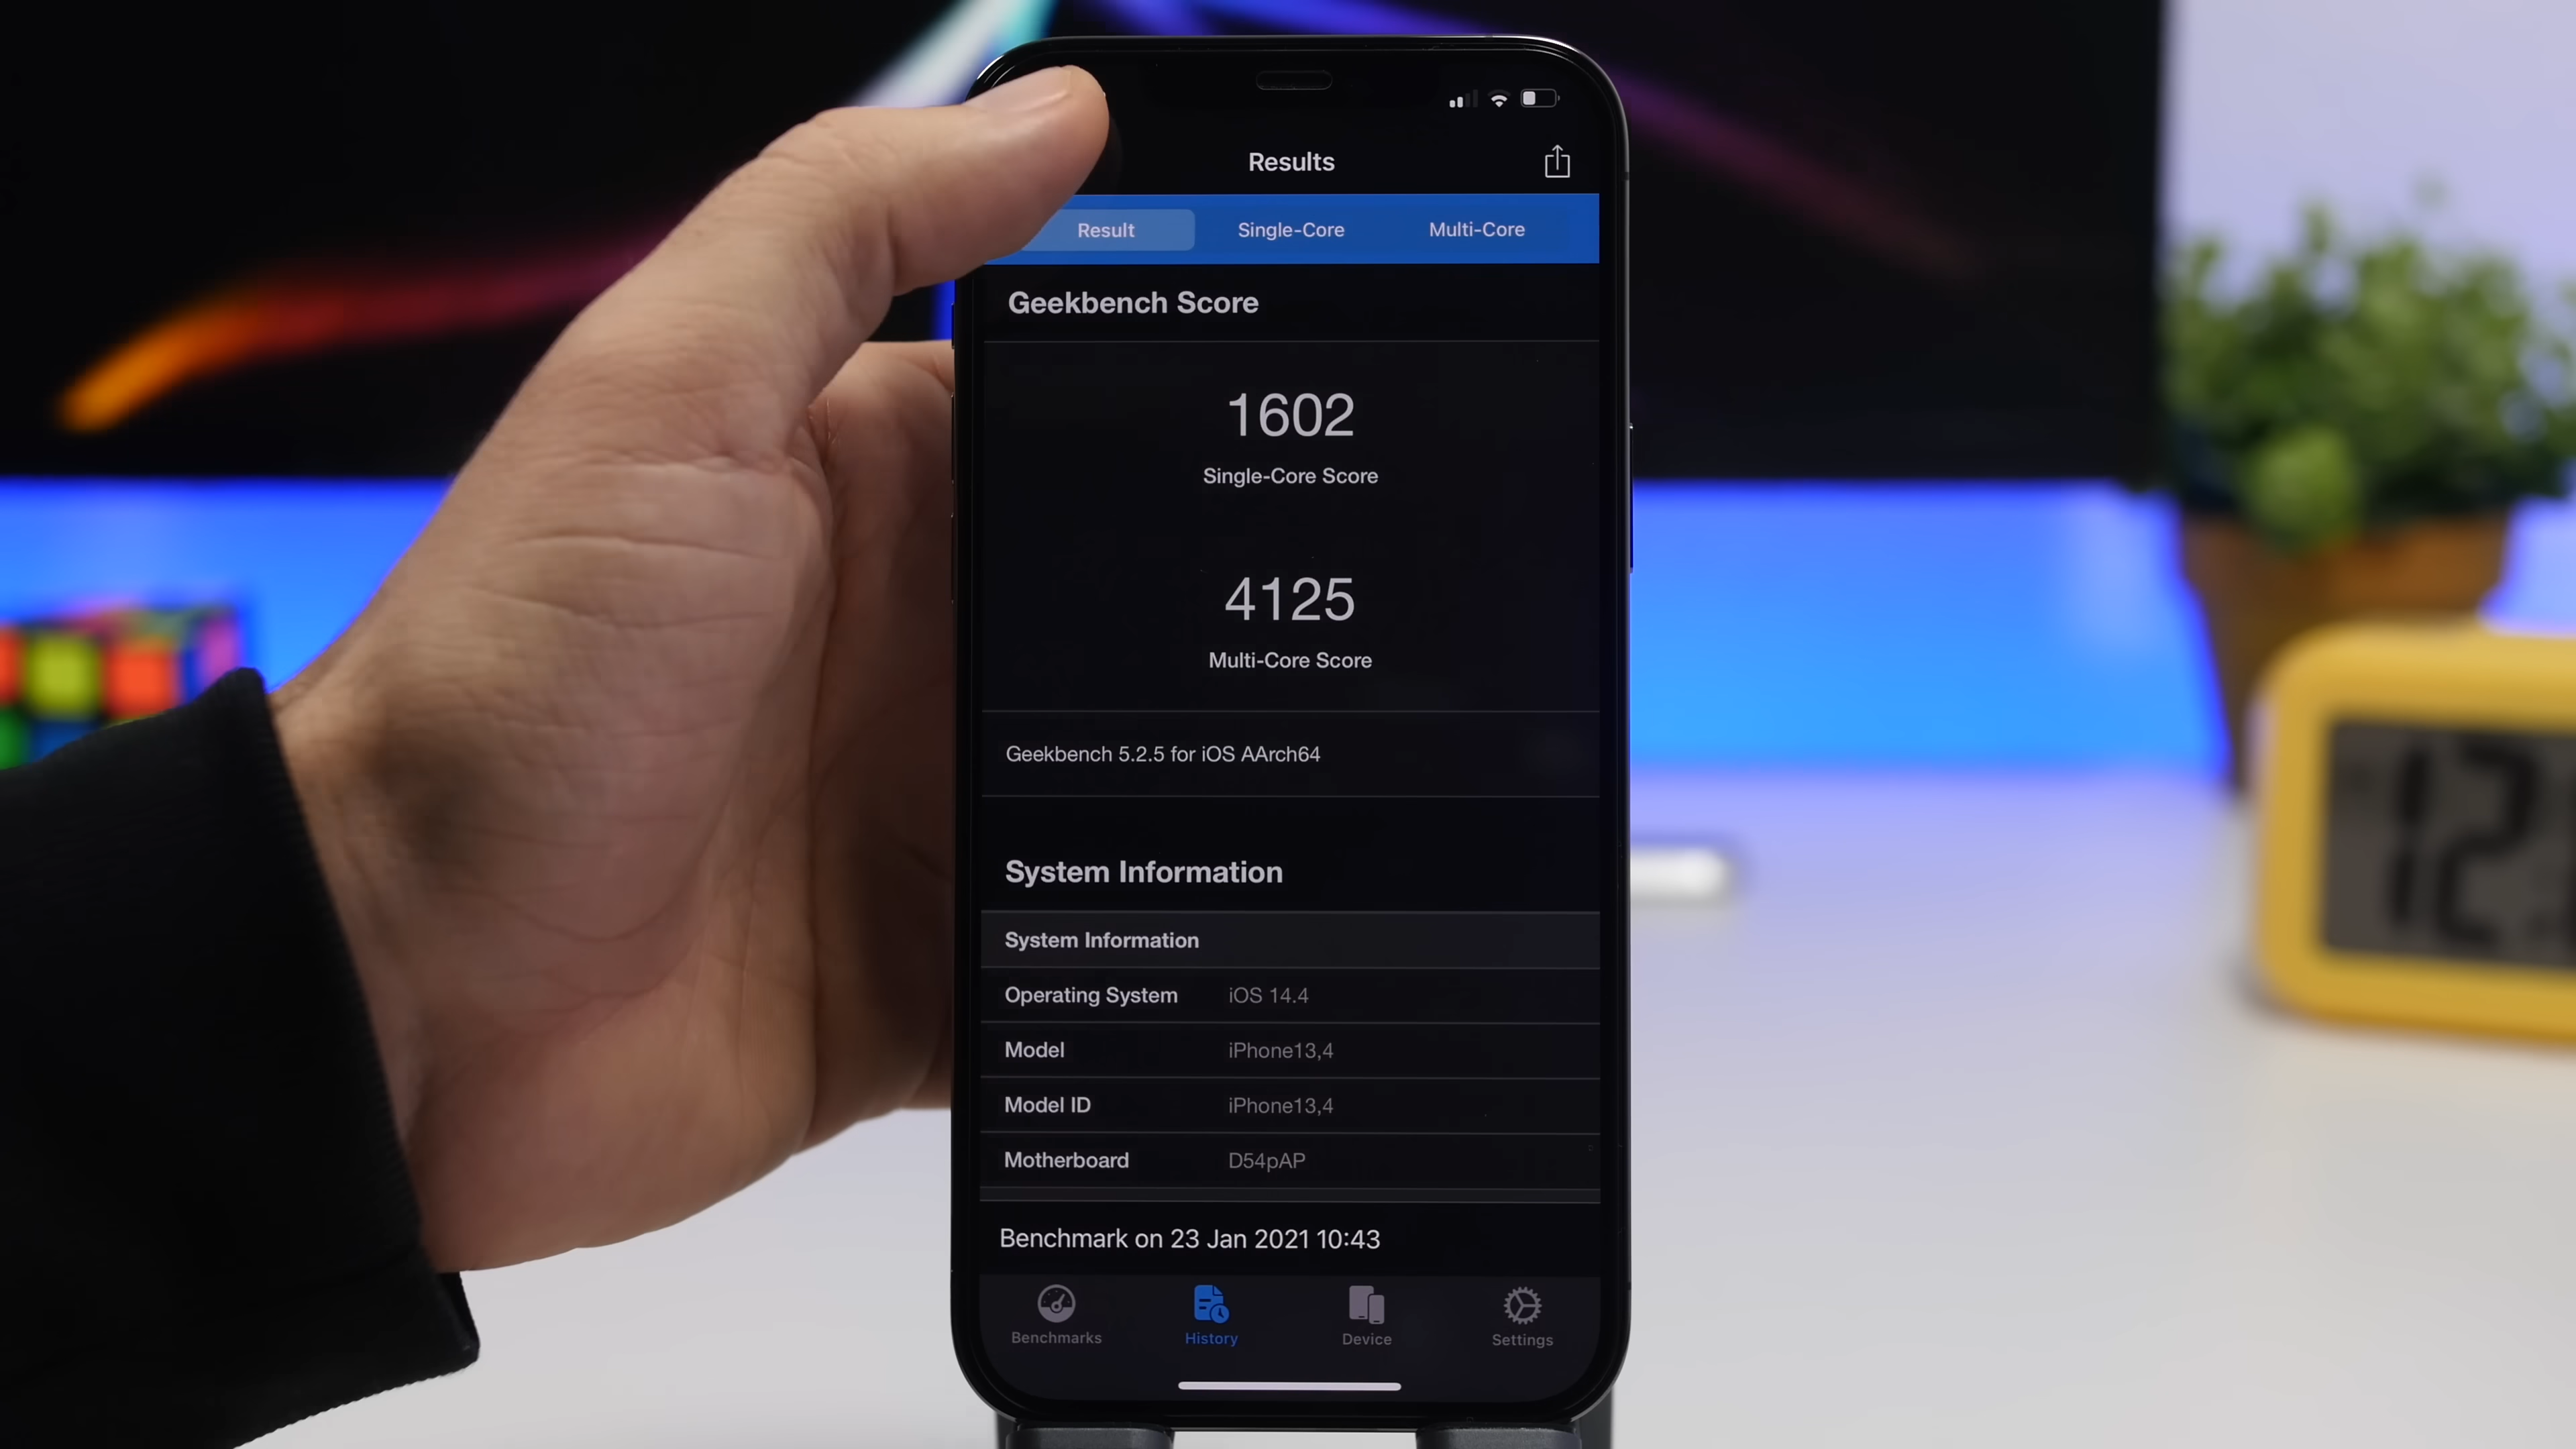 Results
Result Single-Core Multi-Core
Geekbench Score
1602
Single-Core Score
4125
Multi-Core Score
Geekbench 5.2.5 for iOS AArch64
System Information
System Information
Operating System iOS 14.4
Model iPhone13,4
Model ID iPhone13,4
Motherboard D54pAP
Benchmark on 23 Jan 2021 10:43
Benchmarks History Device Settings
12